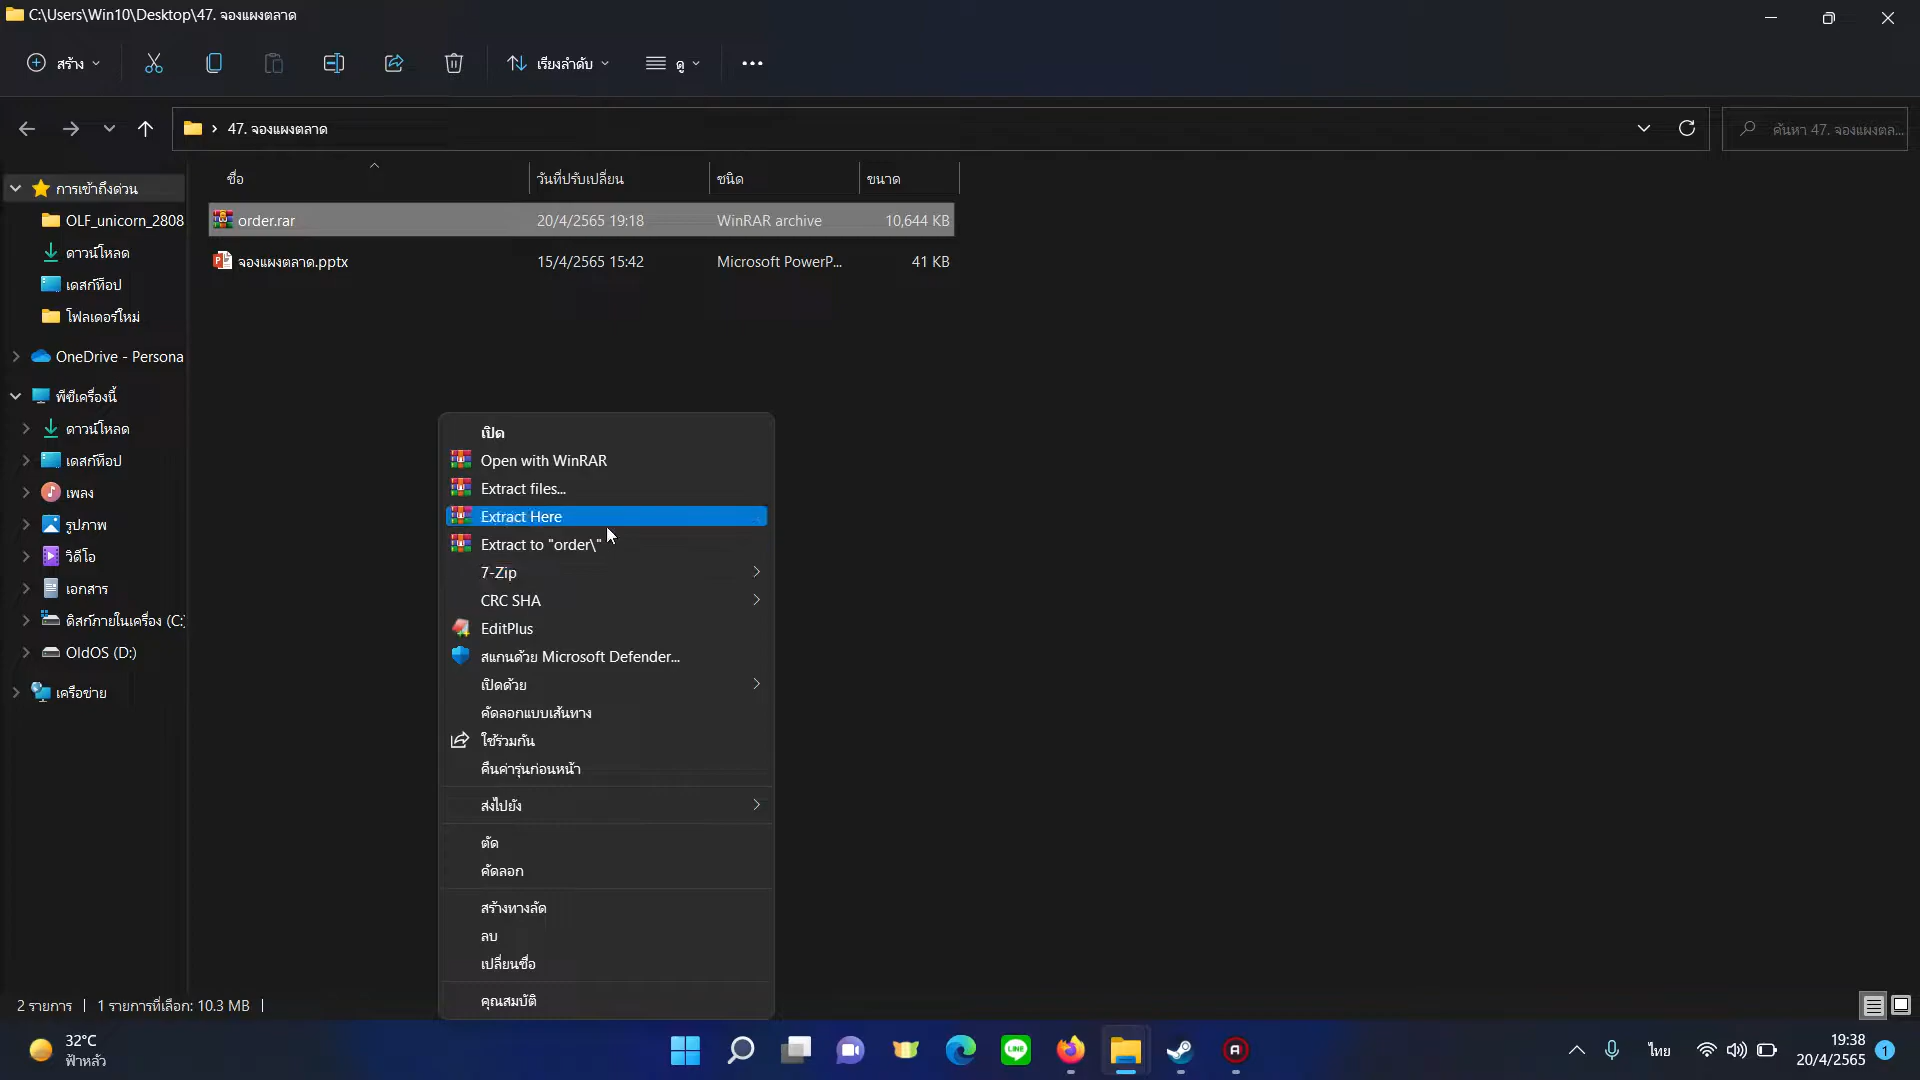 C:\Users\Win10\Desktop\47. จองแผงตลาด
สร้าง
เรียงลำดับ
ดู
47. จองแผงตลาด
ค้นหา 47. จองแผงตล...
ชื่อ
วันที่ปรับเปลี่ยน
ชนิด
ขนาด
order.rar
20/4/2565 19:18
WinRAR archive
10,644 KB
จองแผงตลาด.pptx
15/4/2565 15:42
Microsoft PowerP...
41 KB
การเข้าถึงด่วน
OLF_unicorn_2808
ดาวน์โหลด
เดสก์ท็อป
โฟลเดอร์ใหม่
OneDrive - Persona
พีซีเครื่องนี้
ดาวน์โหลด
เดสก์ท็อป
เพลง
รูปภาพ
วิดีโอ
เอกสาร
ดิสก์ภายในเครื่อง (C:)
OldOS (D:)
เครือข่าย
เปิด
Open with WinRAR
Extract files...
Extract Here
Extract to "order\"
7-Zip
CRC SHA
EditPlus
สแกนด้วย Microsoft Defender...
เปิดด้วย
คัดลอกแบบเส้นทาง
ใช้ร่วมกัน
คืนค่ารุ่นก่อนหน้า
ส่งไปยัง
ตัด
คัดลอก
สร้างทางลัด
ลบ
เปลี่ยนชื่อ
คุณสมบัติ
2 รายการ
1 รายการที่เลือก: 10.3 MB
32°C
ฟ้าหลัว
LINE
ไทย
19:38
20/4/2565
1